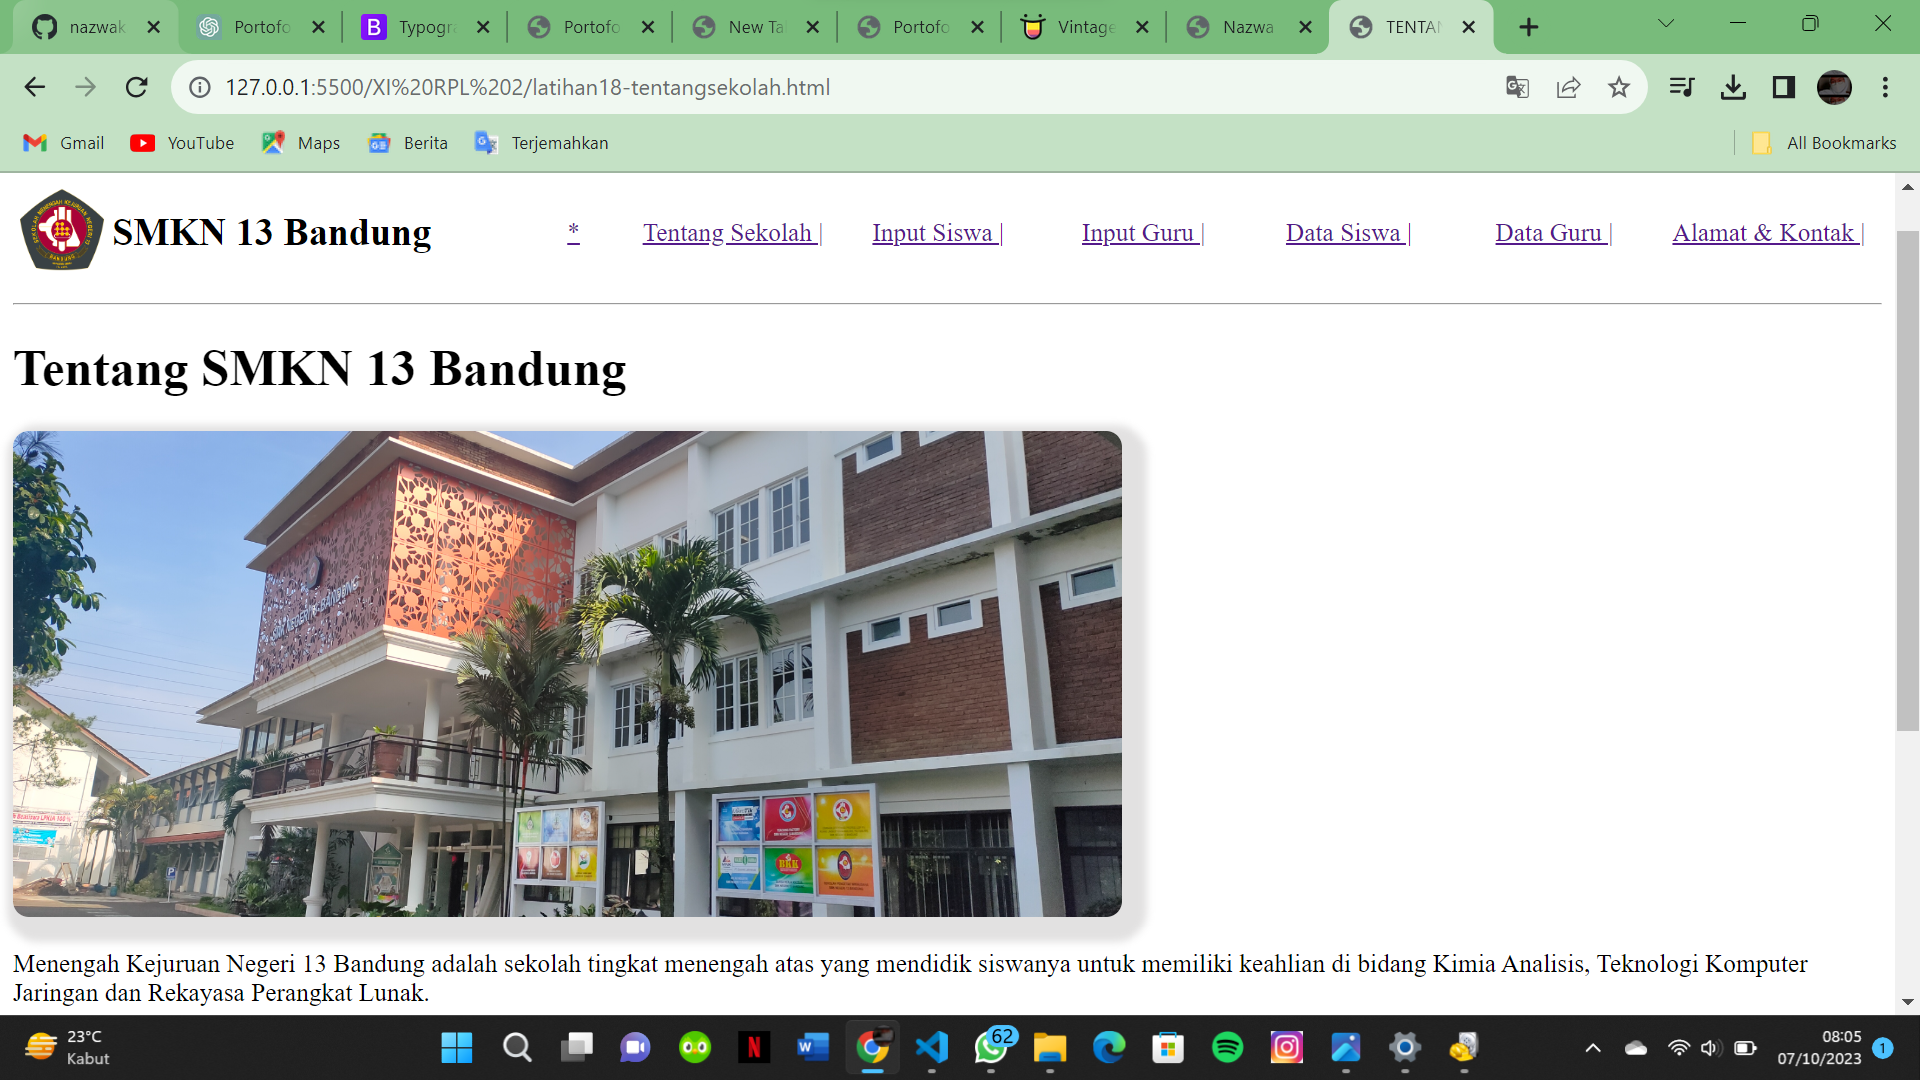 nazwak
Portofo
Typogra
Portofo
New Ta
Portofo
Vintage
Nazwa
TENTAN
127.0.0.1:5500/XI%20RPL%202/latihan18-tentangsekolah.html
Gmail YouTube Maps Berita Terjemahkan All Bookmarks
SMKN 13 Bandung
* Tentang Sekolah | Input Siswa | Input Guru | Data Siswa | Data Guru | Alamat & Kontak |
Tentang SMKN 13 Bandung
Menengah Kejuruan Negeri 13 Bandung adalah sekolah tingkat menengah atas yang mendidik siswanya untuk memiliki keahlian di bidang Kimia Analisis, Teknologi Komputer
Jaringan dan Rekayasa Perangkat Lunak.
23°C
Kabut
62
08:05
07/10/2023
1